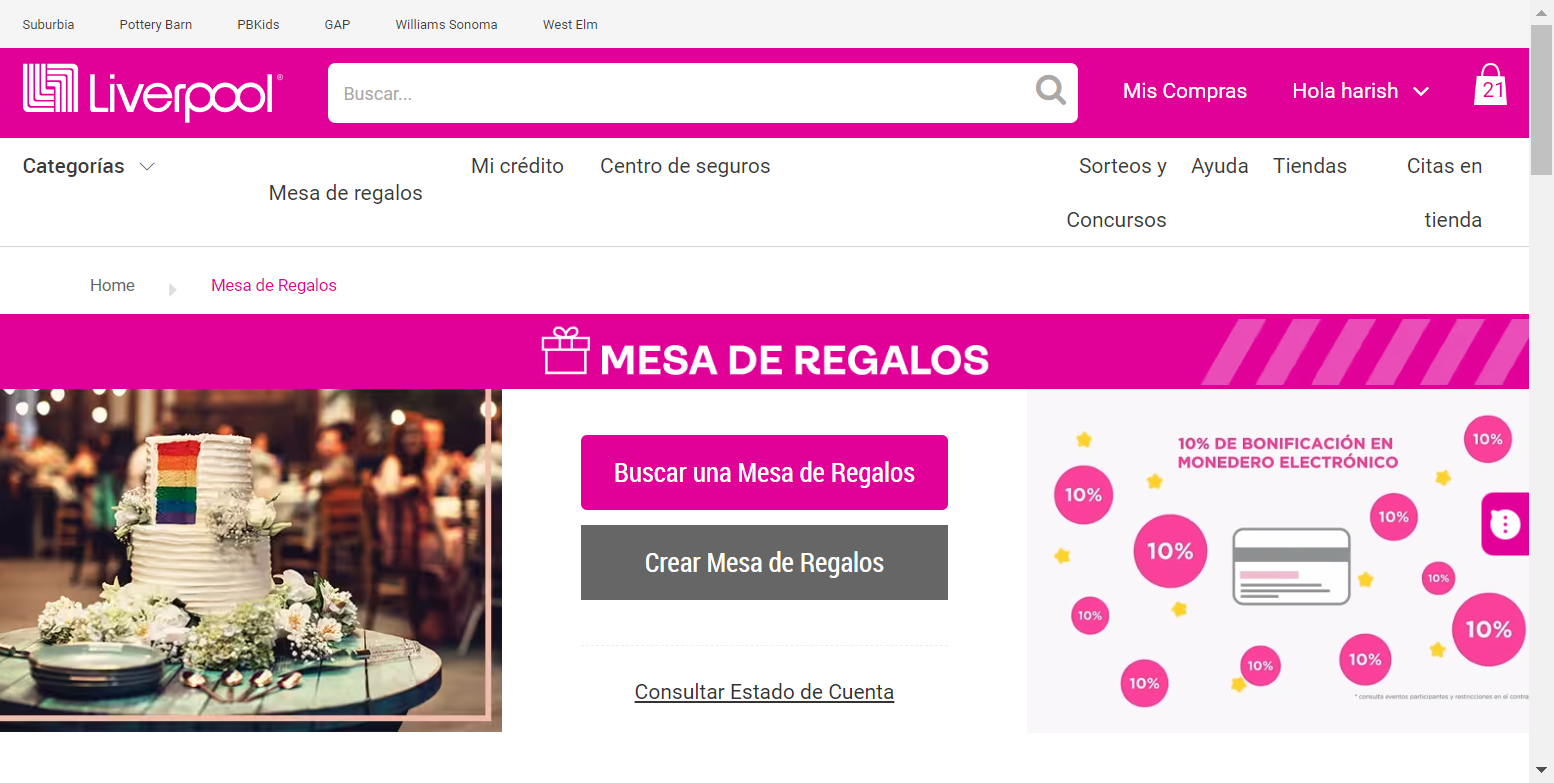 Suburbia
Pottery Barn
PBKids
GAP
Williams Sonoma
West Elm
Liverpool®
Buscar...
Mis Compras
Hola harish
21
Categorías
Mesa de regalos
Mi crédito
Centro de seguros
Sorteos y
Concursos
Ayuda
Tiendas
Citas en
tienda
Home
Mesa de Regalos
MESA DE REGALOS
Buscar una Mesa de Regalos
Crear Mesa de Regalos
Consultar Estado de Cuenta
10% DE BONIFICACIÓN EN
MONEDERO ELECTRÓNICO
10%
10%
10%
10%
10%
10%
10%
10%
10%
10%
* consulta eventos participantes y restricciones en el contra